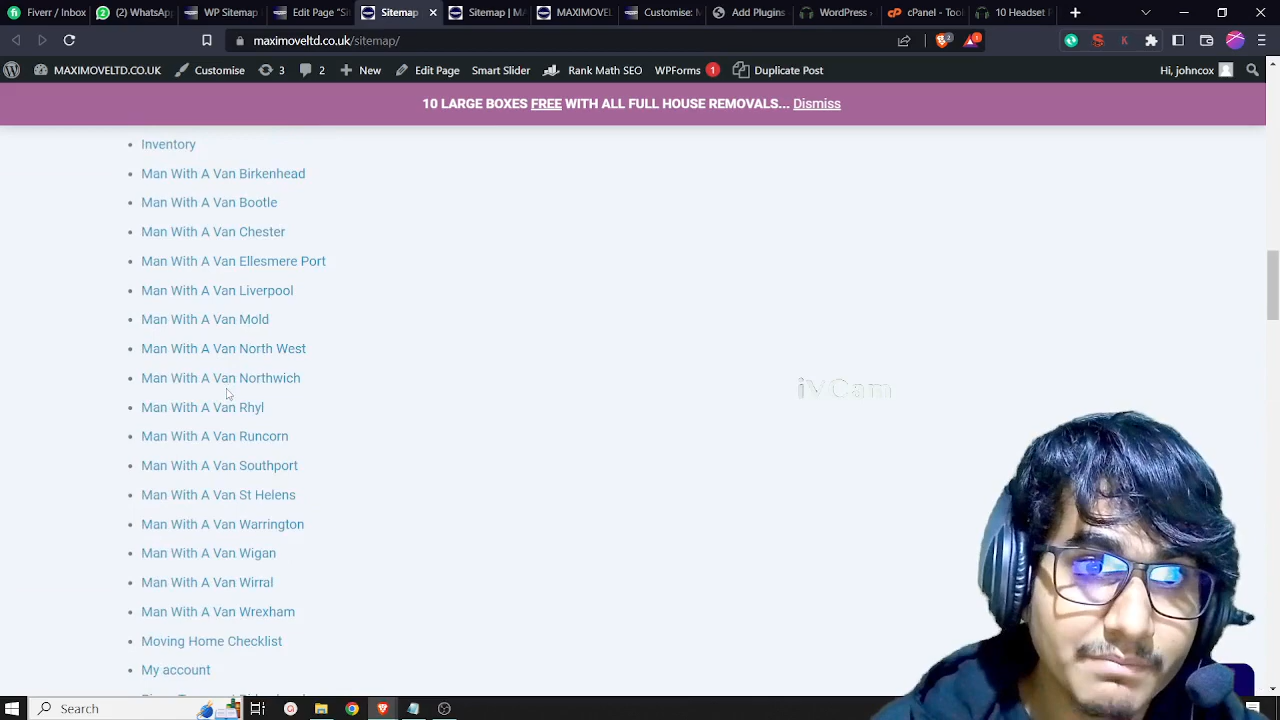 Fiverr / Inbox
(2) WhatsApp
WP Setup
Edit Page "Si
Sitemap
Sitemap | MA
MAXIMOVEL
Customise: M
Add Plugins
WordPress
cPanel - Tool
10 Headset F
maximoveltd.co.uk/sitemap/
MAXIMOVELTD.CO.UK
Customise
3
2
New
Edit Page
Smart Slider
Rank Math SEO
WPForms 1
Duplicate Post
Hi, johncox
10 LARGE BOXES FREE WITH ALL FULL HOUSE REMOVALS... Dismiss
Inventory
Man With A Van Birkenhead
Man With A Van Bootle
Man With A Van Chester
Man With A Van Ellesmere Port
Man With A Van Liverpool
Man With A Van Mold
Man With A Van North West
Man With A Van Northwich
Man With A Van Rhyl
Man With A Van Runcorn
Man With A Van Southport
Man With A Van St Helens
Man With A Van Warrington
Man With A Van Wigan
Man With A Van Wirral
Man With A Van Wrexham
Moving Home Checklist
My account
iVCam
Search